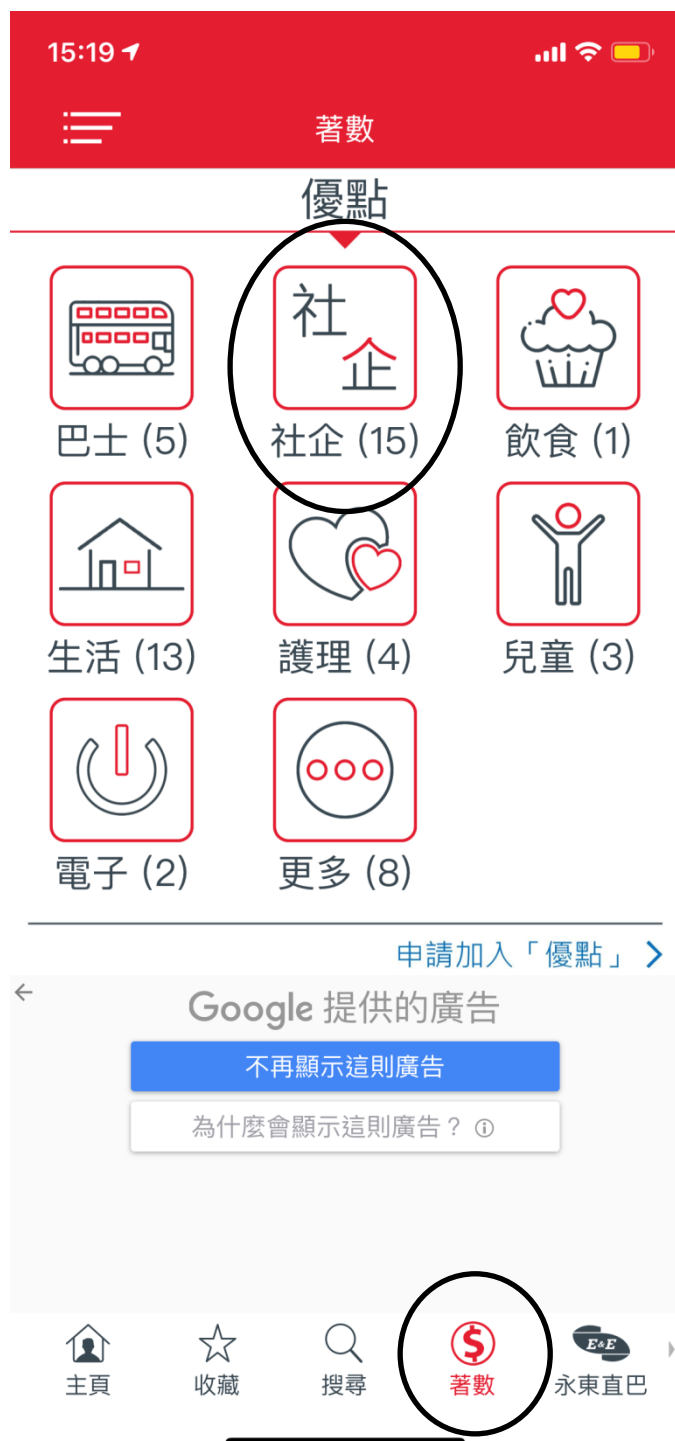 15:19
著數
優點
社
企
巴士 (5)
社企 (15)
飲食 (1)
生活 (13)
護理 (4)
兒童 (3)
電子 (2)
更多 (8)
申請加入「優點」
Google 提供的廣告
不再顯示這則廣告
為什麼會顯示這則廣告？
$
E&E
主頁
收藏
搜尋
著數
永東直巴